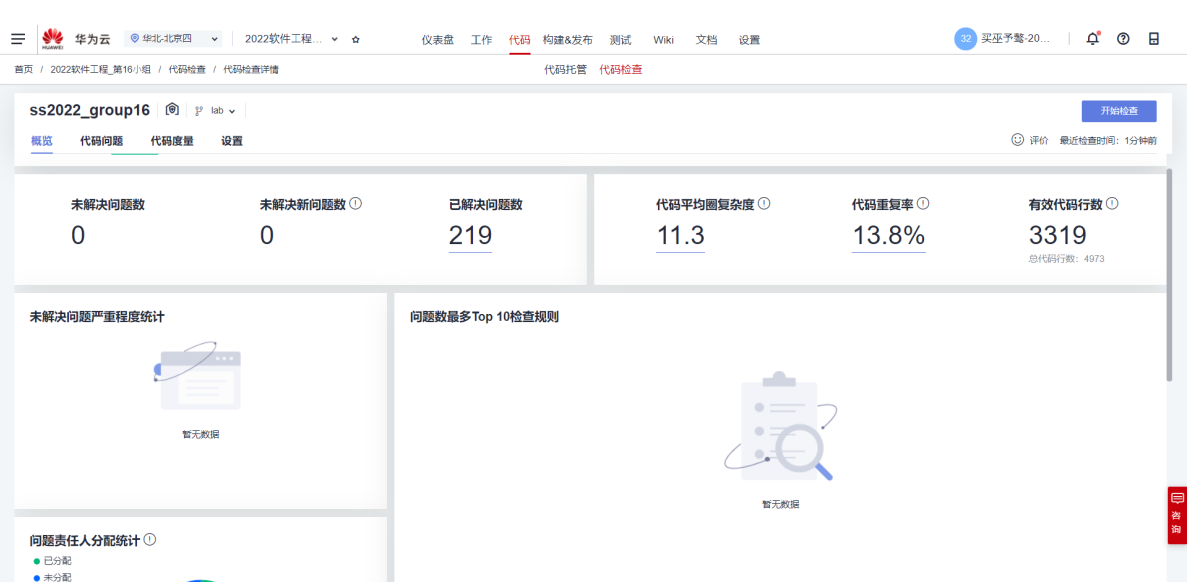 HUAWEI 华为云 华北-北京四 2022软件工程... 仪表盘 工作 代码 构建&发布 测试 Wiki 文档 设置 32 买巫予骜-20...
首页 / 2022软件工程_第16小组 / 代码检查 / 代码检查详情 代码托管 代码检查
ss2022_group16 lab 开始检查
概览 代码问题 代码度量 设置 评价 最近检查时间: 1分钟前
未解决问题数 未解决新问题数 已解决问题数 代码平均圈复杂度 代码重复率 有效代码行数
0 0 219 11.3 13.8% 3319
总代码行数: 4973
未解决问题严重程度统计 问题数最多Top 10检查规则
暂无数据
暂无数据
咨
询
问题责任人分配统计
已分配
未分配